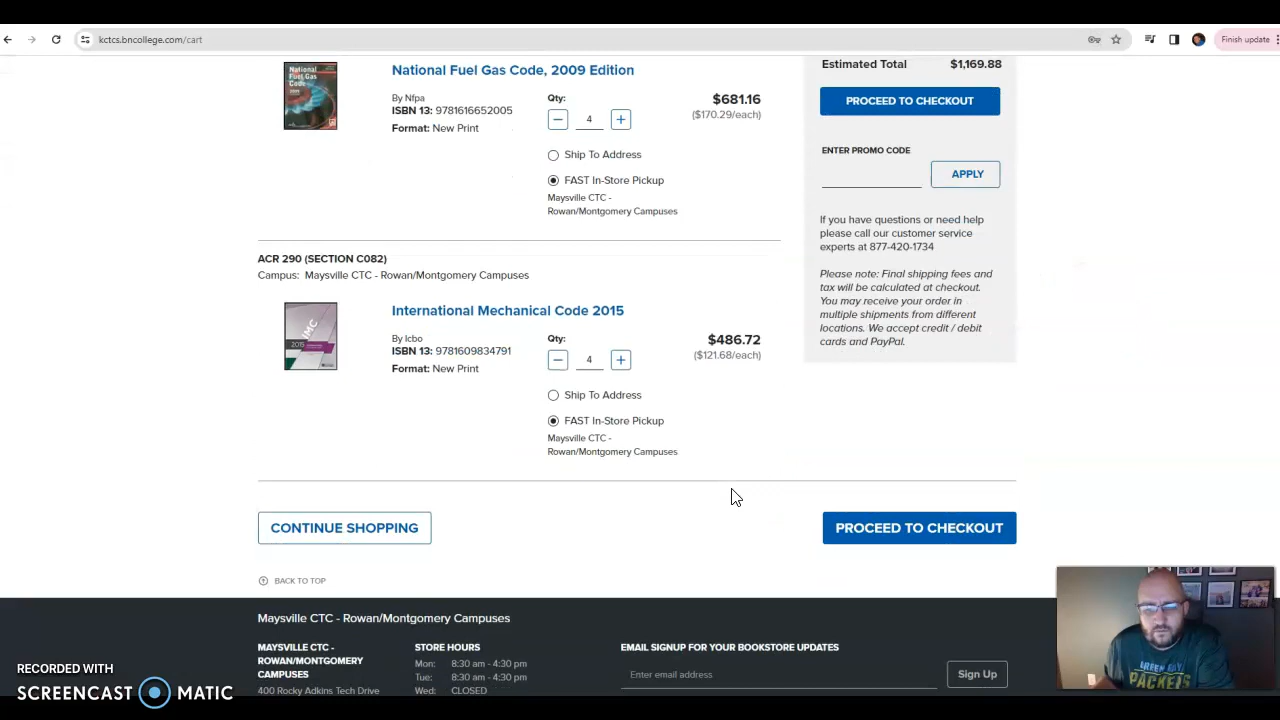 kctcs.bncollege.com/cart
Finish update
National Fuel Gas Code
National Fuel Gas Code, 2009 Edition
By Nfpa
ISBN 13: 9781616652005
Format: New Print
Qty:
4
$681.16
($170.29/each)
Ship To Address
FAST In-Store Pickup
Maysville CTC -
Rowan/Montgomery Campuses
ACR 290 (SECTION C082)
Campus: Maysville CTC - Rowan/Montgomery Campuses
IMC
2015
International Mechanical Code 2015
By Icbo
ISBN 13: 9781609834791
Format: New Print
Qty:
4
$486.72
($121.68/each)
Ship To Address
FAST In-Store Pickup
Maysville CTC -
Rowan/Montgomery Campuses
Estimated Total $1,169.88
PROCEED TO CHECKOUT
ENTER PROMO CODE
APPLY
If you have questions or need help
please call our customer service
experts at 877-420-1734
Please note: Final shipping fees and
tax will be calculated at checkout.
You may receive your order in
multiple shipments from different
locations. We accept credit / debit
cards and PayPal.
CONTINUE SHOPPING
PROCEED TO CHECKOUT
BACK TO TOP
Maysville CTC - Rowan/Montgomery Campuses
MAYSVILLE CTC -
ROWAN/MONTGOMERY
CAMPUSES
400 Rocky Adkins Tech Drive
STORE HOURS
Mon: 8:30 am - 4:30 pm
Tue: 8:30 am - 4:30 pm
Wed: CLOSED
EMAIL SIGNUP FOR YOUR BOOKSTORE UPDATES
Email address
Sign Up
RECORDED WITH
SCREENCAST MATIC
GREEN BAY
PACKERS